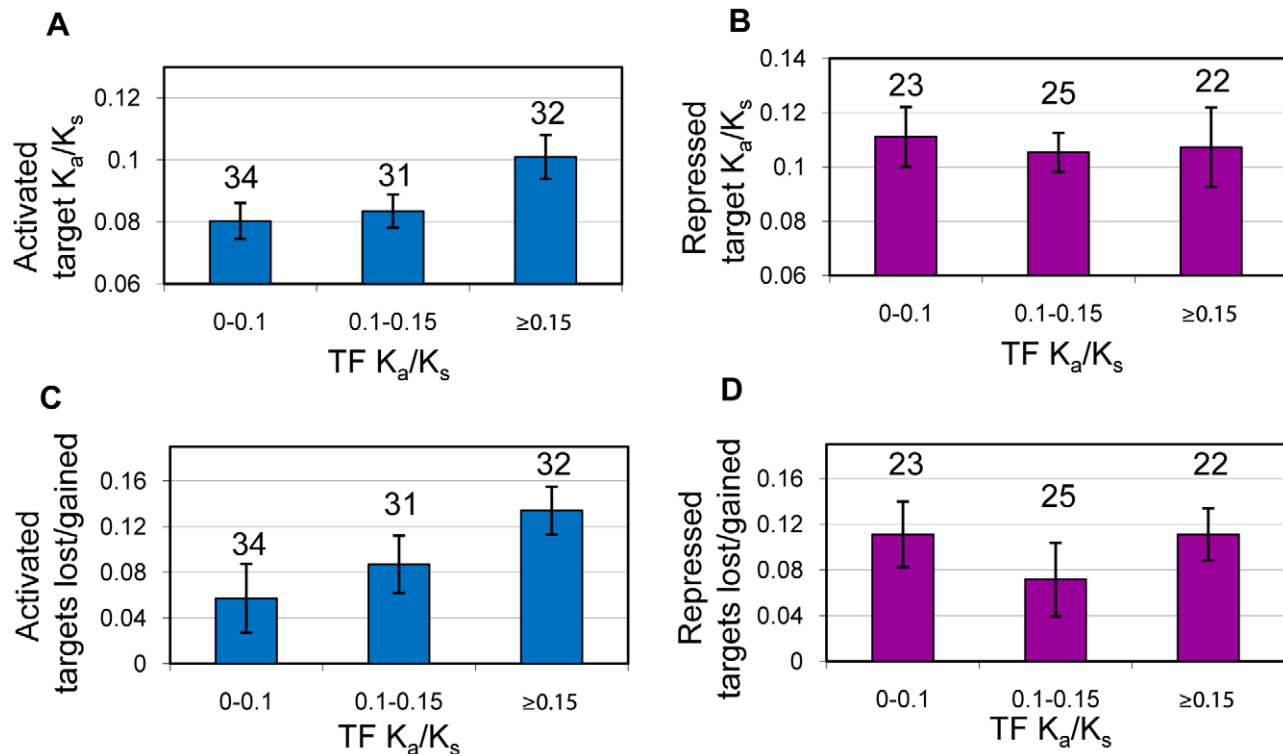 A
Activated
target Ka/Ks
0.12
0.1
0.08
0.06
34
31
32
0-0.1
0.1-0.15
≥0.15
TF Ka/Ks
B
Repressed
target Ka/Ks
0.14
0.12
0.1
0.08
0.06
23
25
22
0-0.1
0.1-0.15
≥0.15
TF Ka/Ks
C
Activated
targets lost/gained
0.16
0.12
0.08
0.04
0
34
31
32
0-0.1
0.1-0.15
≥0.15
TF Ka/Ks
D
Repressed
targets lost/gained
0.16
0.12
0.08
0.04
0
23
25
22
0-0.1
0.1-0.15
≥0.15
TF Ka/Ks